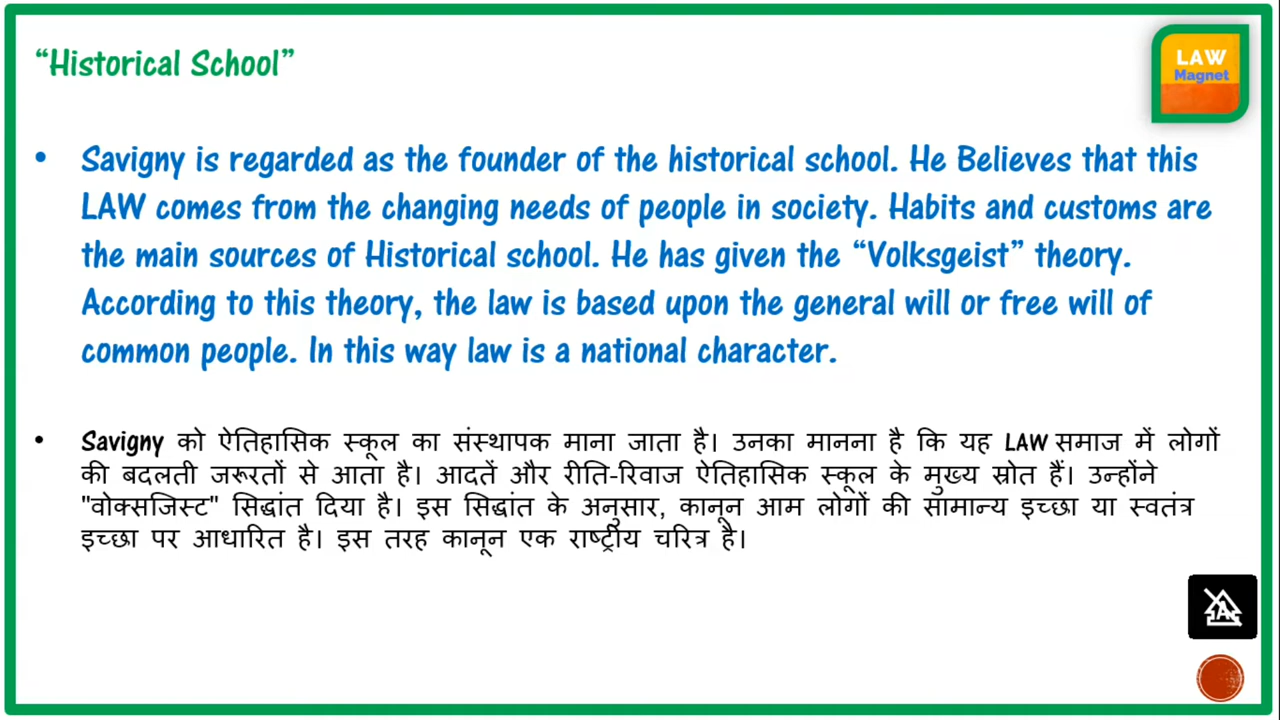 “Historical School”
LAW
Magnet
• Savigny is regarded as the founder of the historical school. He Believes that this
LAW comes from the changing needs of people in society. Habits and customs are
the main sources of Historical school. He has given the “Volksgeist” theory.
According to this theory, the law is based upon the general will or free will of
common people. In this way law is a national character.
• Savigny को ऐतिहासिक स्कूल का संस्थापक माना जाता है। उनका मानना है कि यह LAW समाज में लोगों
की बदलती जरूरतों से आता है। आदतें और रीति-रिवाज ऐतिहासिक स्कूल के मुख्य स्रोत हैं। उन्होंने
"वोक्सजिस्ट" सिद्धांत दिया है। इस सिद्धांत के अनुसार, कानून आम लोगों की सामान्य इच्छा या स्वतंत्र
इच्छा पर आधारित है। इस तरह कानून एक राष्ट्रीय चरित्र है।